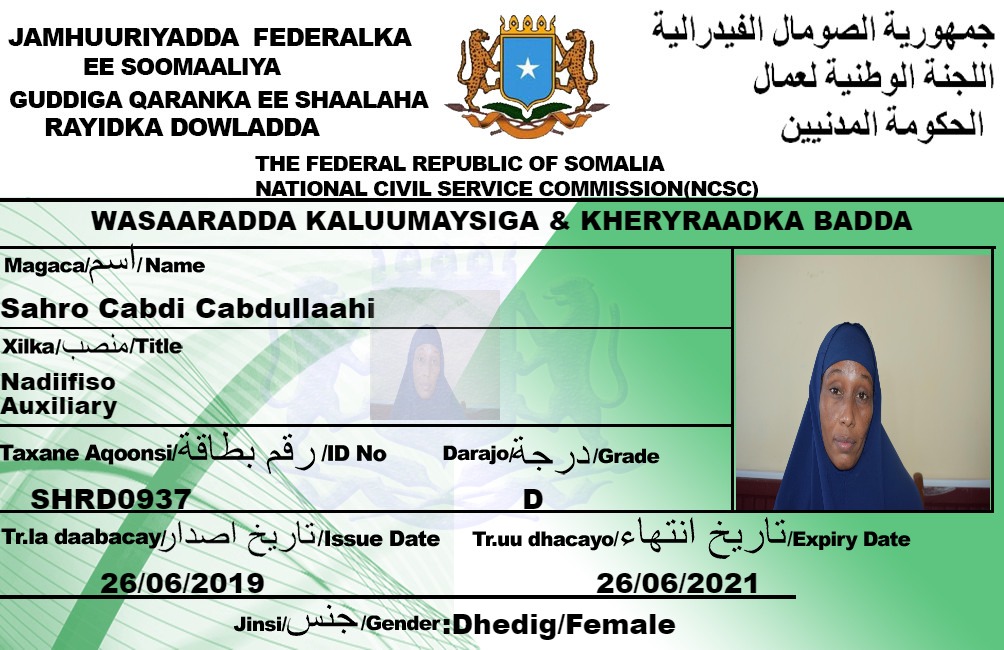 JAMHUURIYADDA FEDERALKA
EE SOOMAALIYA
GUDDIGA QARANKA EE SHAALAHA
RAYIDKA DOWLADDA
جمهورية الصومال الفيدرالية
اللجنة الوطنية لعمال
الحكومة المدنيين
THE FEDERAL REPUBLIC OF SOMALIA
NATIONAL CIVIL SERVICE COMMISSION(NCSC)
WASAARADDA KALUUMAYSIGA & KHERYRAADKA BADDA
Magaca/اسم/Name
Sahro Cabdi Cabdullaahi
Xilka/منصب/Title
Nadiifiso
Auxiliary
Taxane Aqoonsi/رقم بطاقة/ID No
SHRD0937
Darajo/درجة/Grade
D
Tr.la daabacay/تاريخ اصدار/Issue Date
26/06/2019
Tr.uu dhacayo/تاريخ انتهاء/Expiry Date
26/06/2021
Jinsi/جنس/Gender:Dhedig/Female